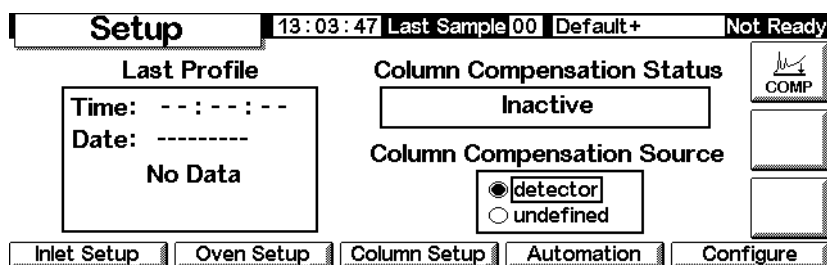 Setup 13:03:47 Last Sample 00 Default+ Not Ready
Last Profile
Time: --:--:--
Date: ---------
No Data
Column Compensation Status
Inactive
Column Compensation Source
detector
undefined
COMP
Inlet Setup Oven Setup Column Setup Automation Configure